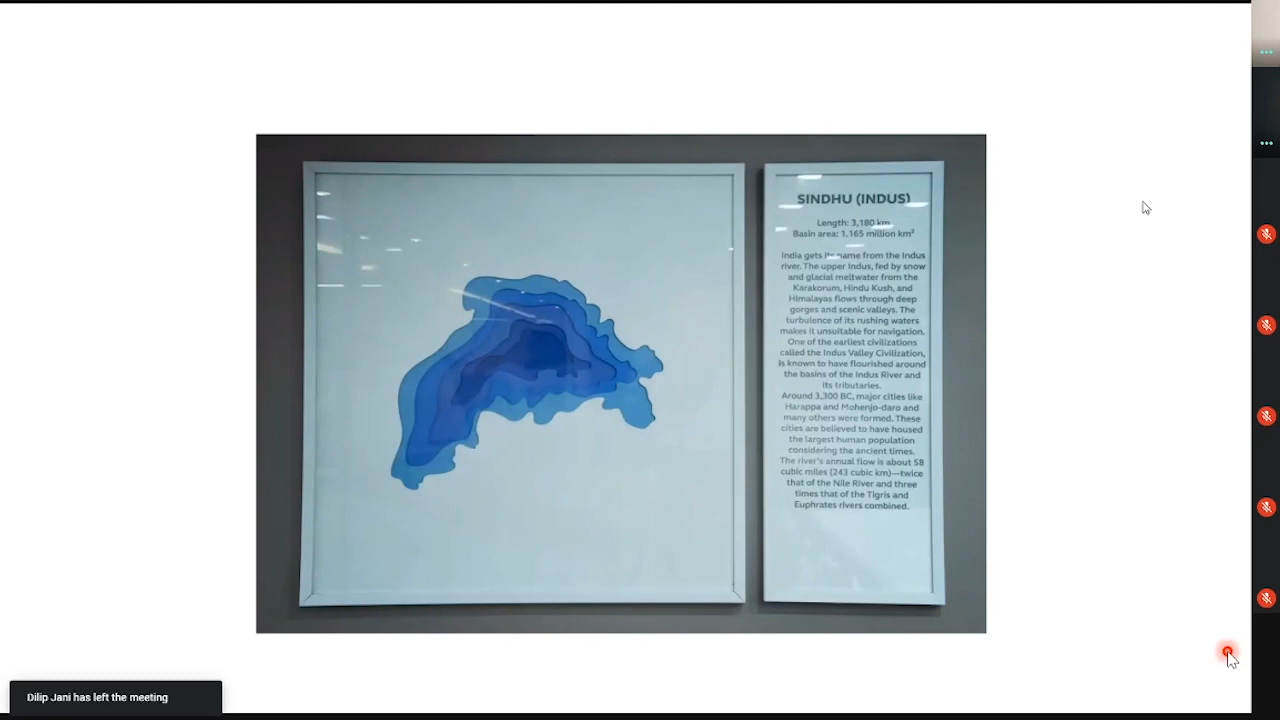 SINDHU (INDUS)
Length: 3,180 km
Basin area: 1.165 million km²
India gets its name from the Indus
river. The upper Indus, fed by snow
and glacial meltwater from the
Karakorum, Hindu Kush, and
Himalayas flows through deep
gorges and scenic valleys. The
turbulence of its rushing waters
makes it unsuitable for navigation.
One of the earliest civilizations
called the Indus Valley Civilization,
is known to have flourished around
the basins of the Indus River and
its tributaries.
Around 3,300 BC, major cities like
Harappa and Mohenjo-daro and
many others were formed. These
cities are believed to have housed
the largest human population
considering the ancient times.
The river's annual flow is about 58
cubic miles (243 cubic km)—twice
that of the Nile River and three
times that of the Tigris and
Euphrates rivers combined.
Dilip Jani has left the meeting